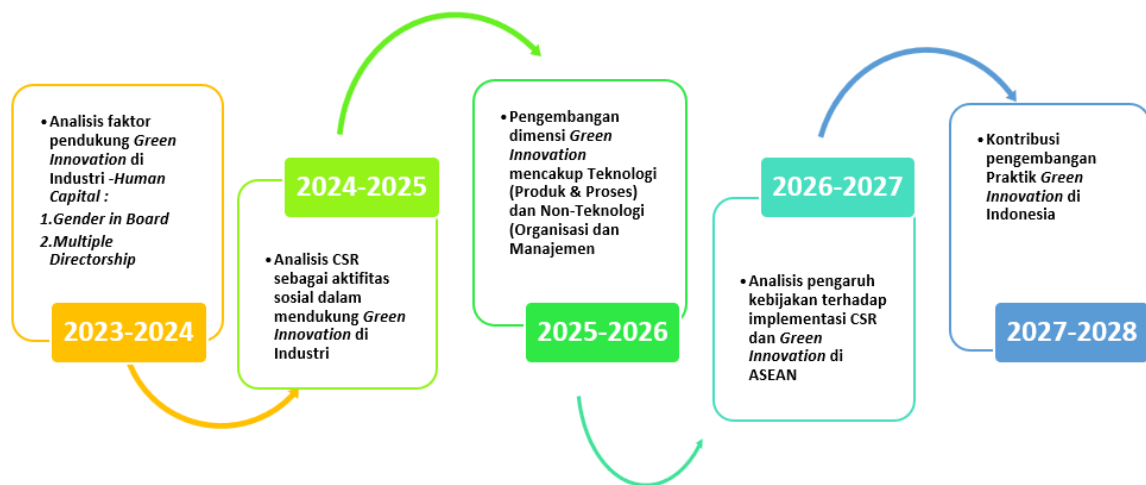 •Analisis faktor
pendukung Green
Innovation di
Industri -Human
Capital :
1.Gender in Board
2.Multiple
Directorship
2023-2024
2024-2025
•Analisis CSR
sebagai aktifitas
sosial dalam
mendukung Green
Innovation di
Industri
•Pengembangan
dimensi Green
Innovation
mencakup Teknologi
(Produk & Proses)
dan Non-Teknologi
(Organisasi dan
Manajemen
2025-2026
2026-2027
•Analisis pengaruh
kebijakan terhadap
implementasi CSR
dan Green
Innovation di
ASEAN
•Kontribusi
pengembangan
Praktik Green
Innovation di
Indonesia
2027-2028